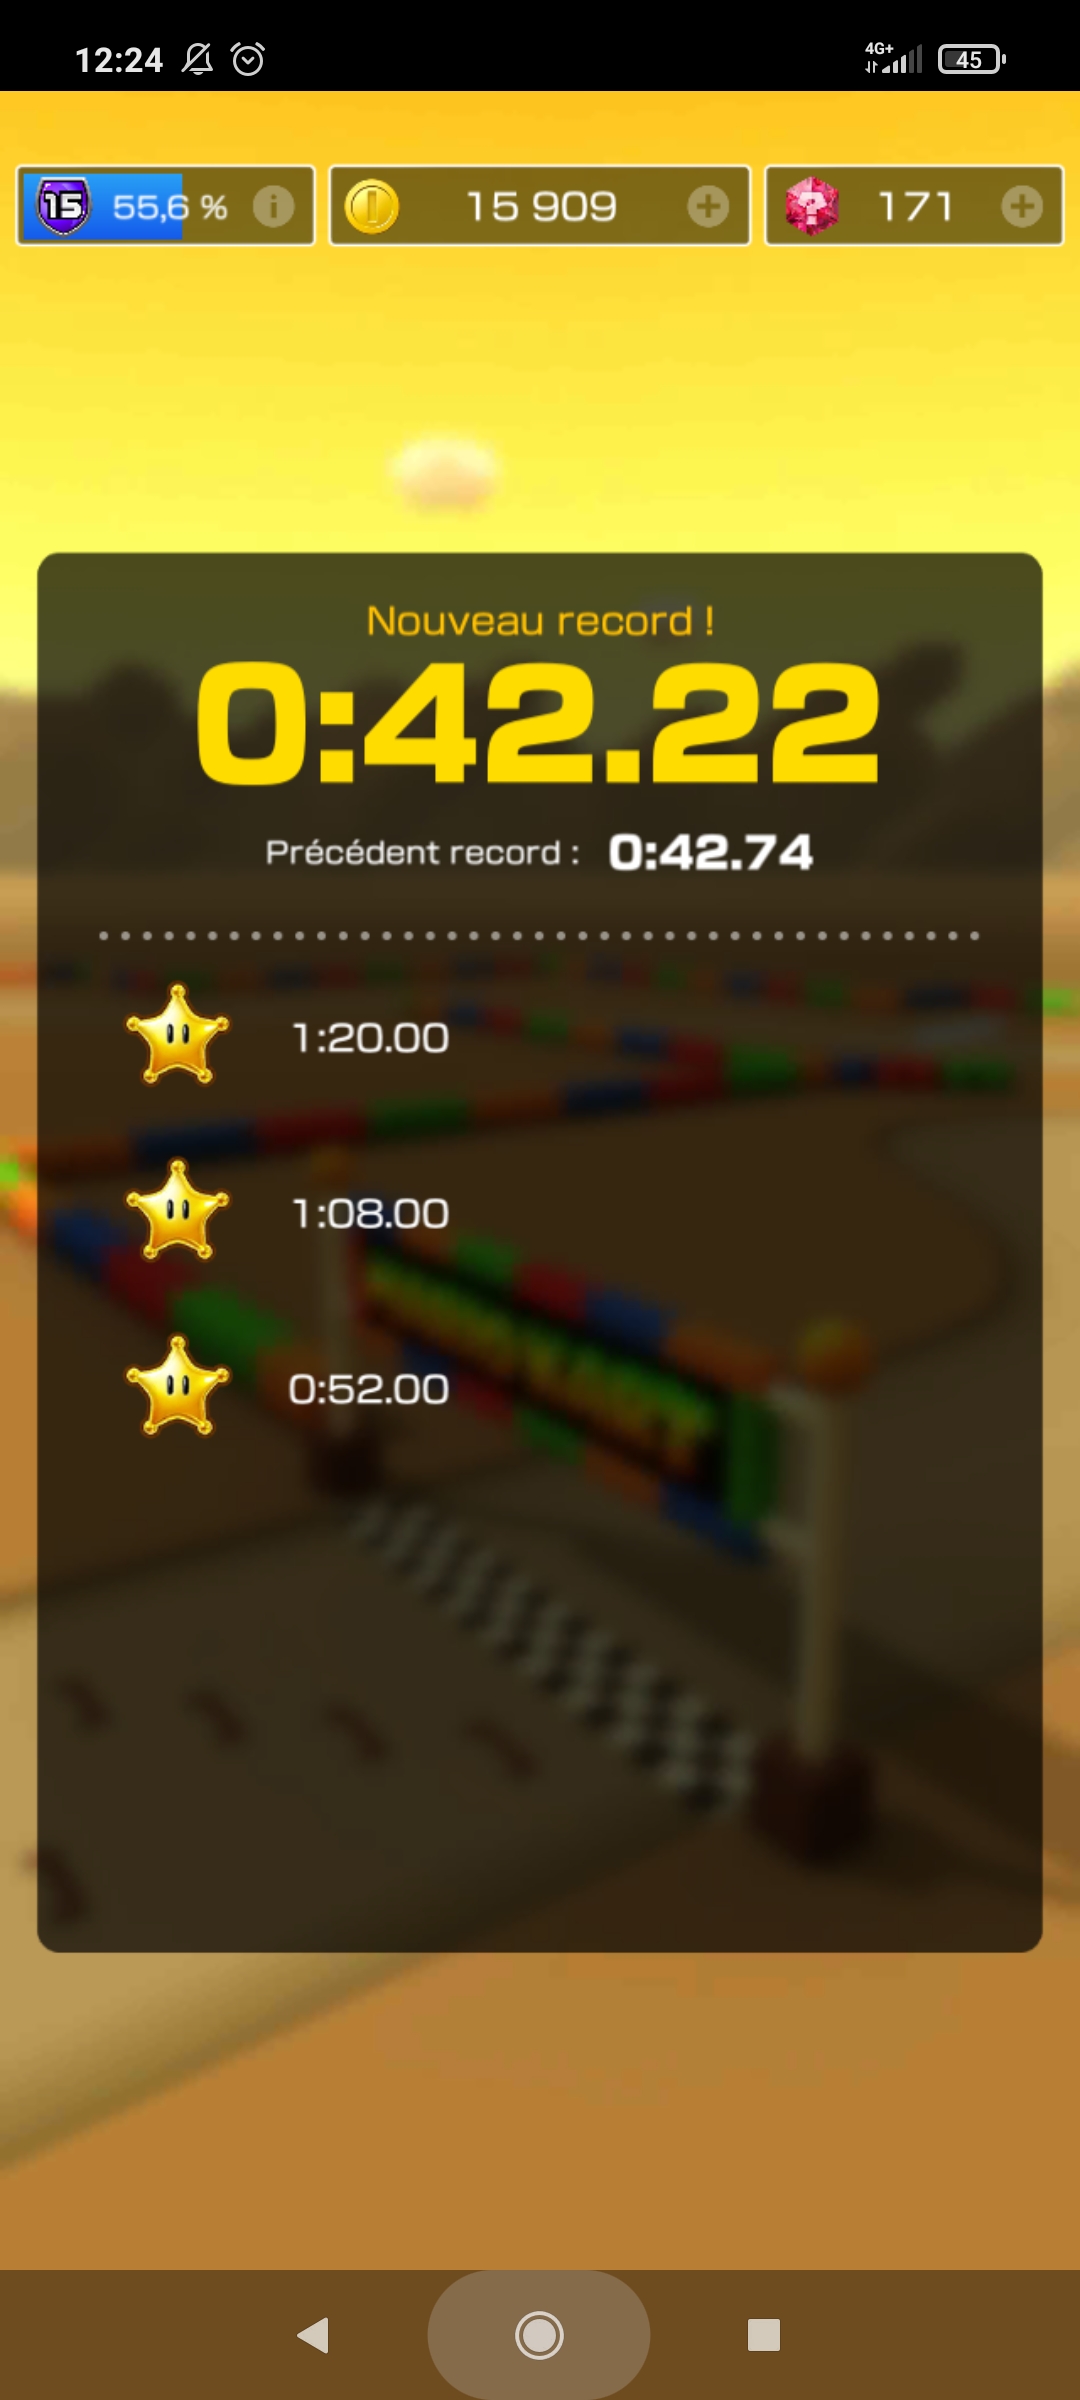 12:24 4G+ 45
15 55,6 % i 15 909 + 171 +
Nouveau record !
0:42.22
Précédent record : 0:42.74
1:20.00
1:08.00
0:52.00